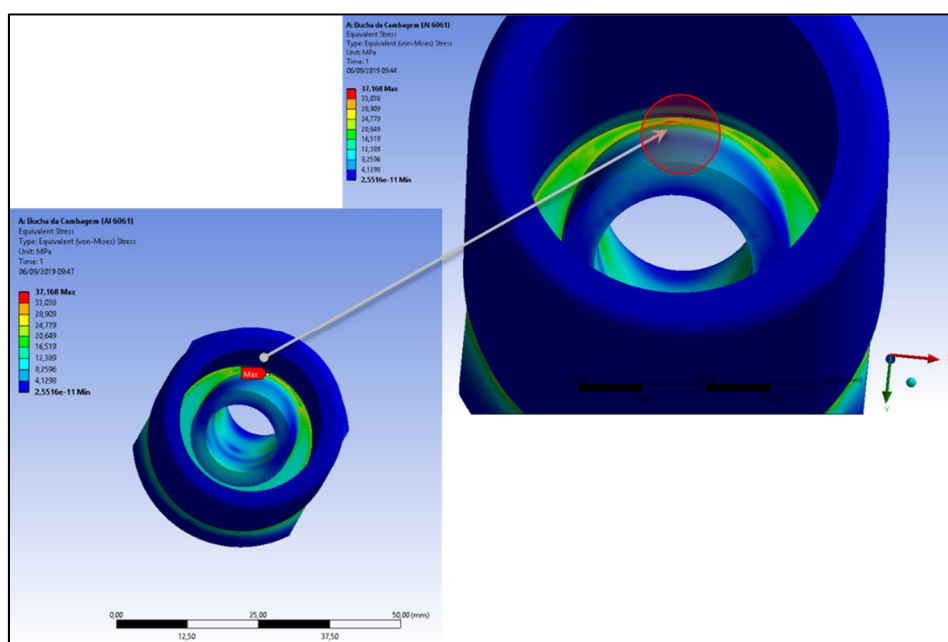 A: Bucha da Cambagem (Al 6061)
Equivalent Stress
Type: Equivalent (von-Mises) Stress
Unit: MPa
Time: 1
06/09/2019 09:44
37,168 Max
33,038
28,909
24,779
20,649
16,519
12,389
8,2596
4,1298
2,5516e-11 Min
Y
A: Bucha da Cambagem (Al 6061)
Equivalent Stress
Type: Equivalent (von-Mises) Stress
Unit: MPa
Time: 1
06/09/2019 09:47
37,168 Max
33,038
28,909
24,779
20,649
16,519
12,389
8,2596
4,1298
2,5516e-11 Min
Max
0,00 25,00 50,00 (mm)
12,50 37,50